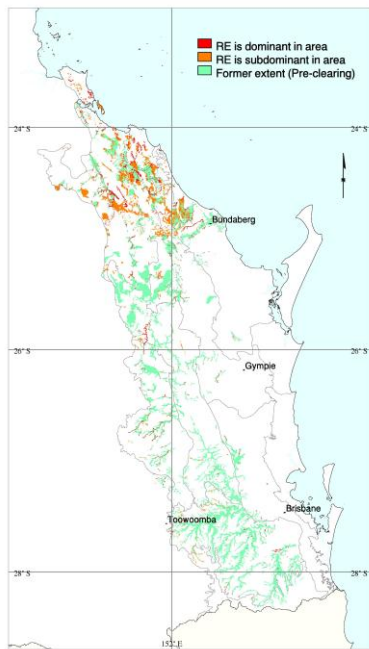 RE is dominant in area
RE is subdominant in area
Former extent (Pre-clearing)
24° S
24° S
Bundaberg
26° S
26° S
Gympie
Brisbane
Toowoomba
28° S
28° S
152° E